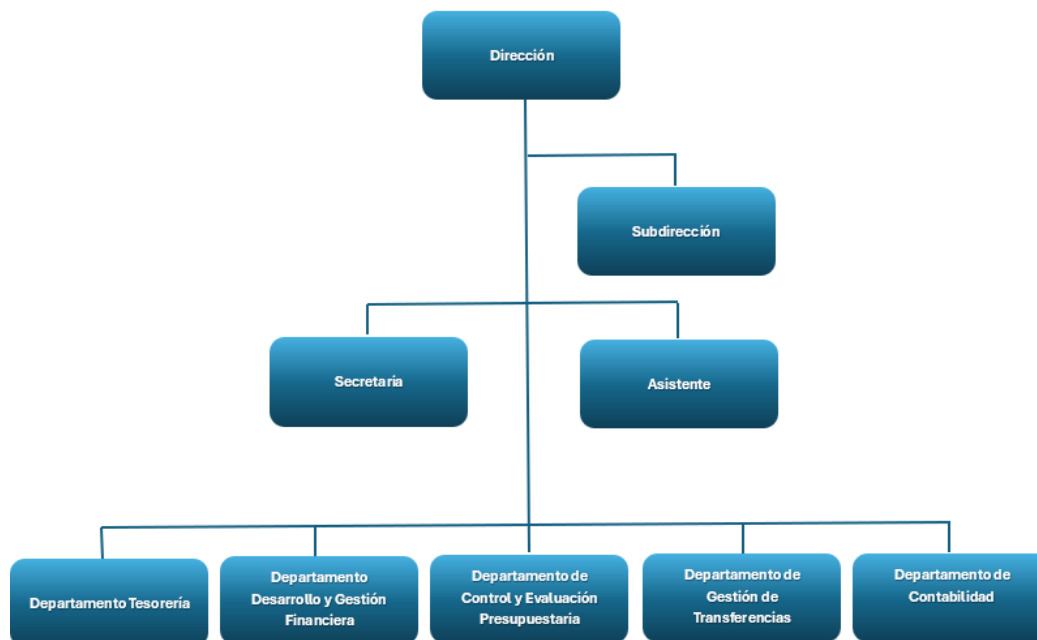 Dirección
Subdirección
Secretaria
Asistente
Departamento Tesorería
Departamento
Desarrollo y Gestión
Financiera
Departamento de
Control y Evaluación
Presupuestaria
Departamento de
Gestión de
Transferencias
Departamento de
Contabilidad